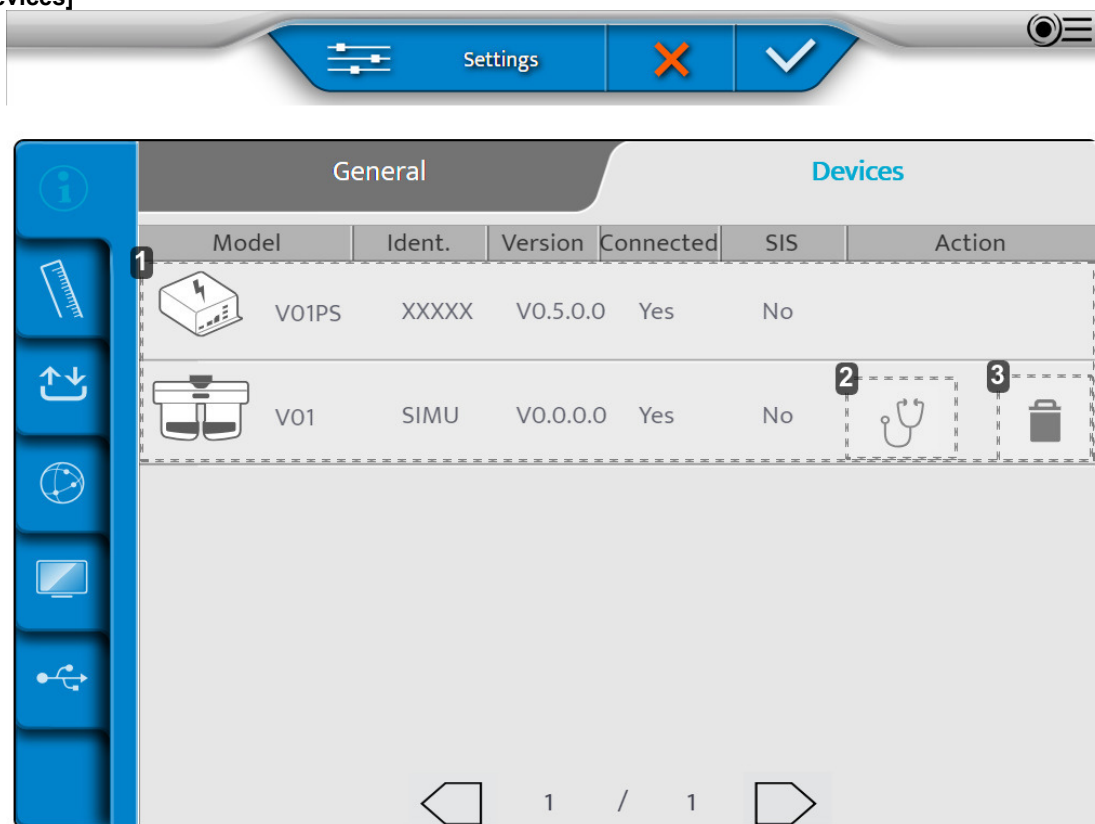 evices]
Settings
General Devices
Model Ident. Version Connected SIS Action
1
V01PS XXXXX V0.5.0.0 Yes No
2 3
V01 SIMU V0.0.0.0 Yes No
1 / 1